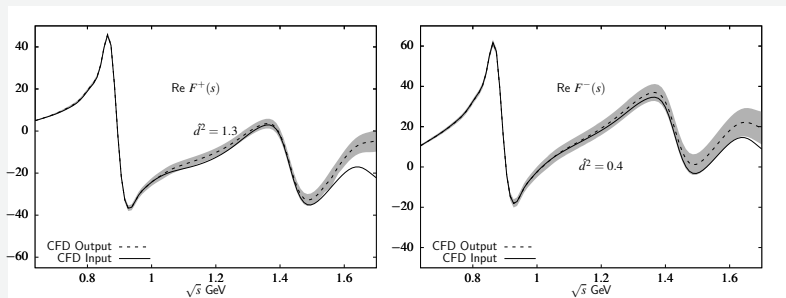 40
20
0
−20
−40
−60
Re F⁺(s)
d̂² = 1.3
CFD Output
CFD Input
0.8 1 1.2 1.4 1.6
√s GeV
60
40
20
0
−20
−40
Re F⁻(s)
d̂² = 0.4
CFD Output
CFD Input
0.8 1 1.2 1.4 1.6
√s GeV